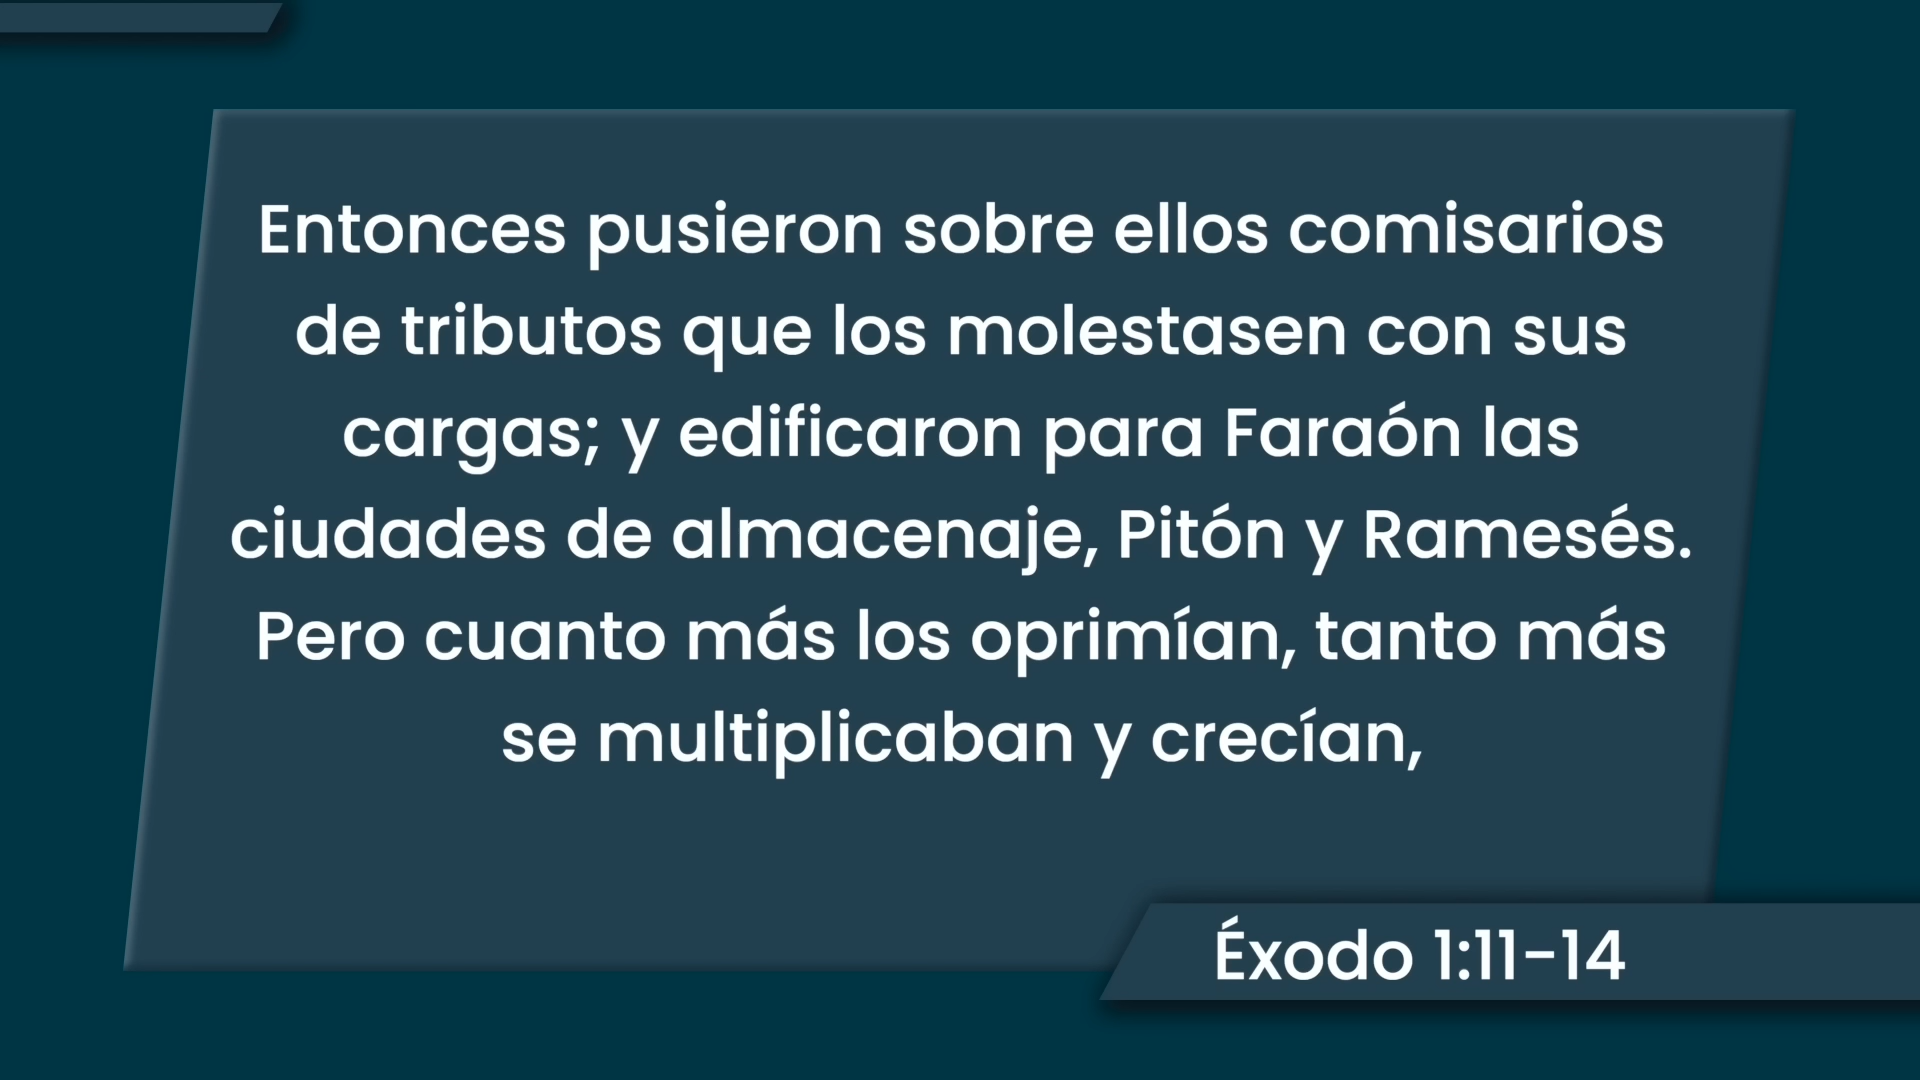 Entonces pusieron sobre ellos comisarios
de tributos que los molestasen con sus
cargas; y edificaron para Faraón las
ciudades de almacenaje, Pitón y Ramesés.
Pero cuanto más los oprimían, tanto más
se multiplicaban y crecían,
Éxodo 1:11-14